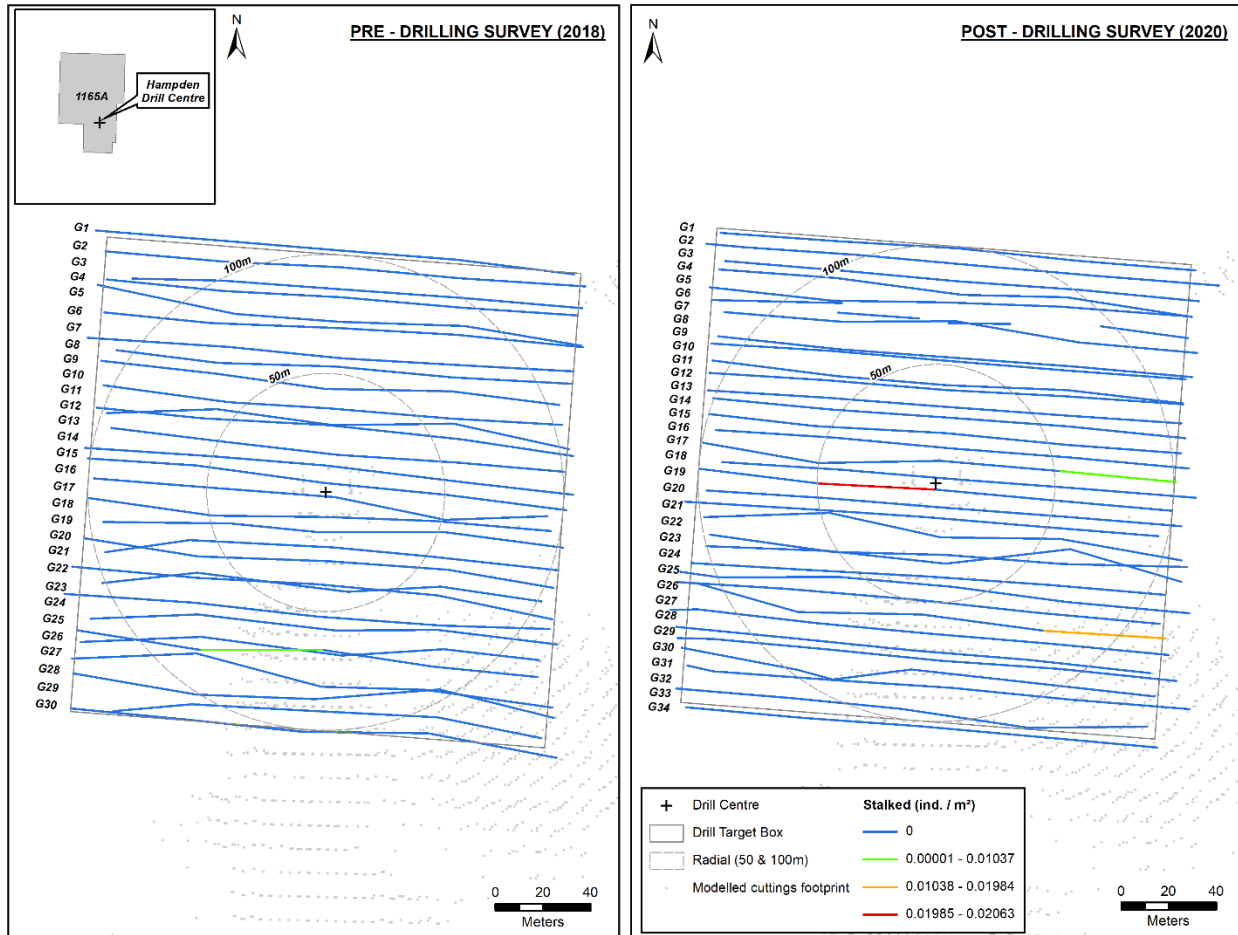 N
PRE - DRILLING SURVEY (2018)
Hampden
Drill Centre
1165A
G1
G2
G3
G4
G5
G6
G7
G8
G9
G10
G11
G12
G13
G14
G15
G16
G17
G18
G19
G20
G21
G22
G23
G24
G25
G26
G27
G28
G29
G30
100m
50m
0 20 40
Meters
N
POST - DRILLING SURVEY (2020)
G1
G2
G3
G4
G5
G6
G7
G8
G9
G10
G11
G12
G13
G14
G15
G16
G17
G18
G19
G20
G21
G22
G23
G24
G25
G26
G27
G28
G29
G30
G31
G32
G33
G34
100m
50m
Drill Centre
Drill Target Box
Radial (50 & 100m)
Modelled cuttings footprint
Stalked (ind. / m²)
0
0.00001 - 0.01037
0.01038 - 0.01984
0.01985 - 0.02063
0 20 40
Meters